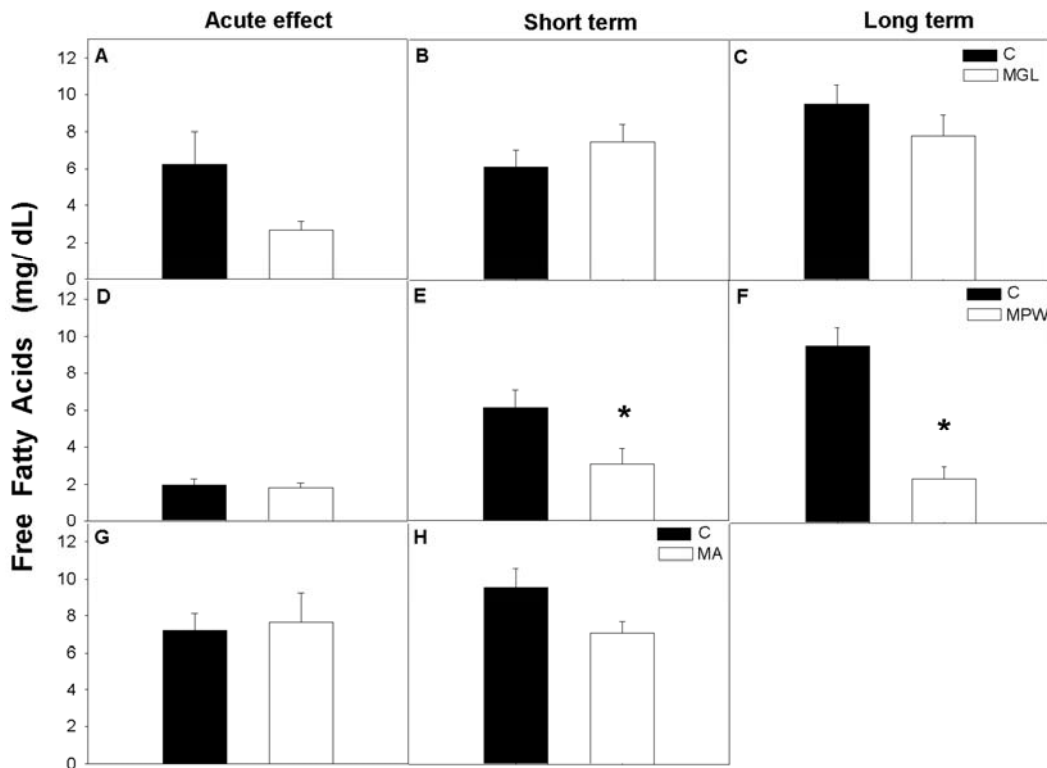 Acute effect Short term Long term
Free Fatty Acids (mg/ dL)
A B C
C
MGL
12
10
8
6
4
2
0
D E F
C
MPW
*
*
12
10
8
6
4
2
0
G H
C
MA
12
10
8
6
4
2
0